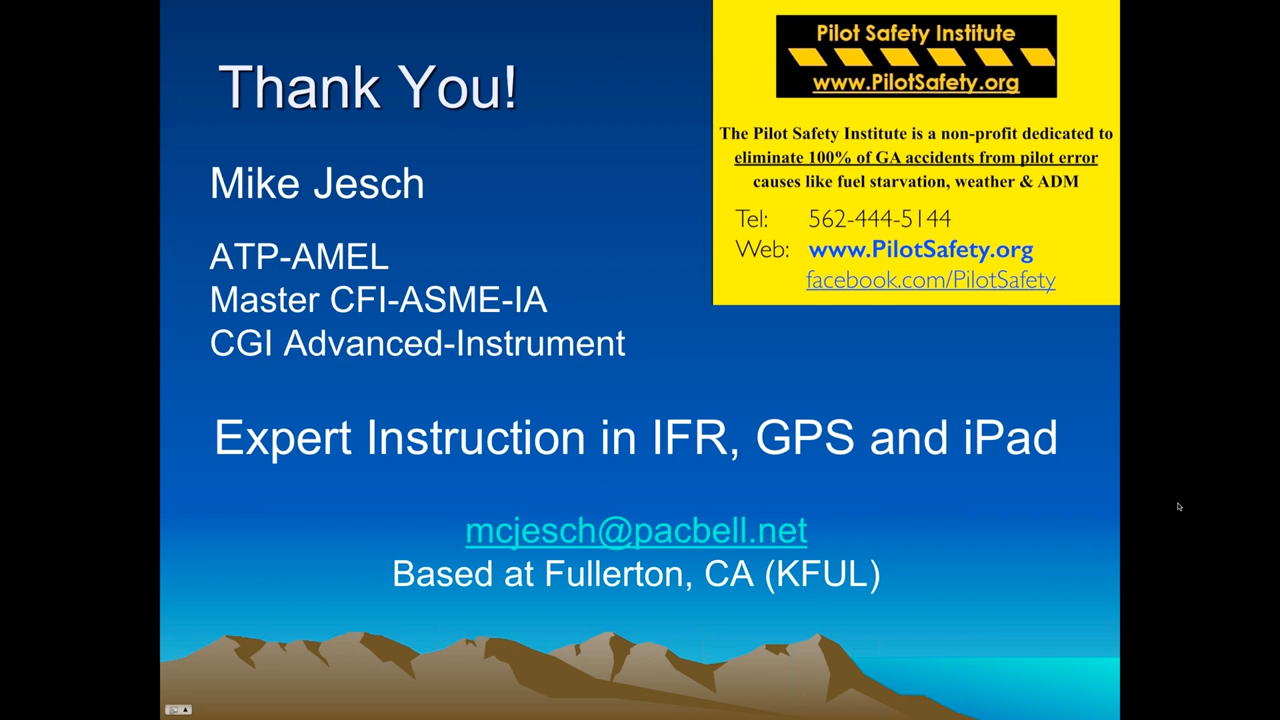 Thank You!
Mike Jesch
ATP-AMEL
Master CFI-ASME-IA
CGI Advanced-Instrument
Expert Instruction in IFR, GPS and iPad
mcjesch@pacbell.net
Based at Fullerton, CA (KFUL)
Pilot Safety Institute
www.PilotSafety.org
The Pilot Safety Institute is a non-profit dedicated to
eliminate 100% of GA accidents from pilot error
causes like fuel starvation, weather & ADM
Tel: 562-444-5144
Web: www.PilotSafety.org
facebook.com/PilotSafety